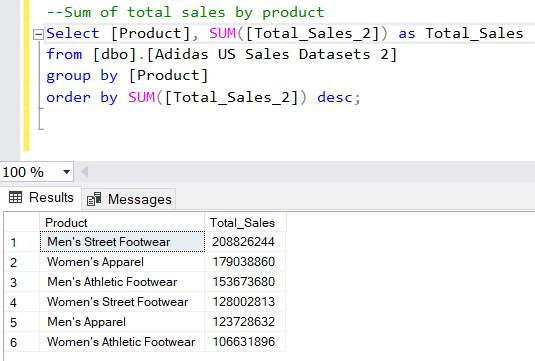 --Sum of total sales by product
Select [Product], SUM([Total_Sales_2]) as Total_Sales
from [dbo].[Adidas US Sales Datasets 2]
group by [Product]
order by SUM([Total_Sales_2]) desc;
100 %
Results Messages
Product Total_Sales
1 Men's Street Footwear 208826244
2 Women's Apparel 179038860
3 Men's Athletic Footwear 153673680
4 Women's Street Footwear 128002813
5 Men's Apparel 123728632
6 Women's Athletic Footwear 106631896